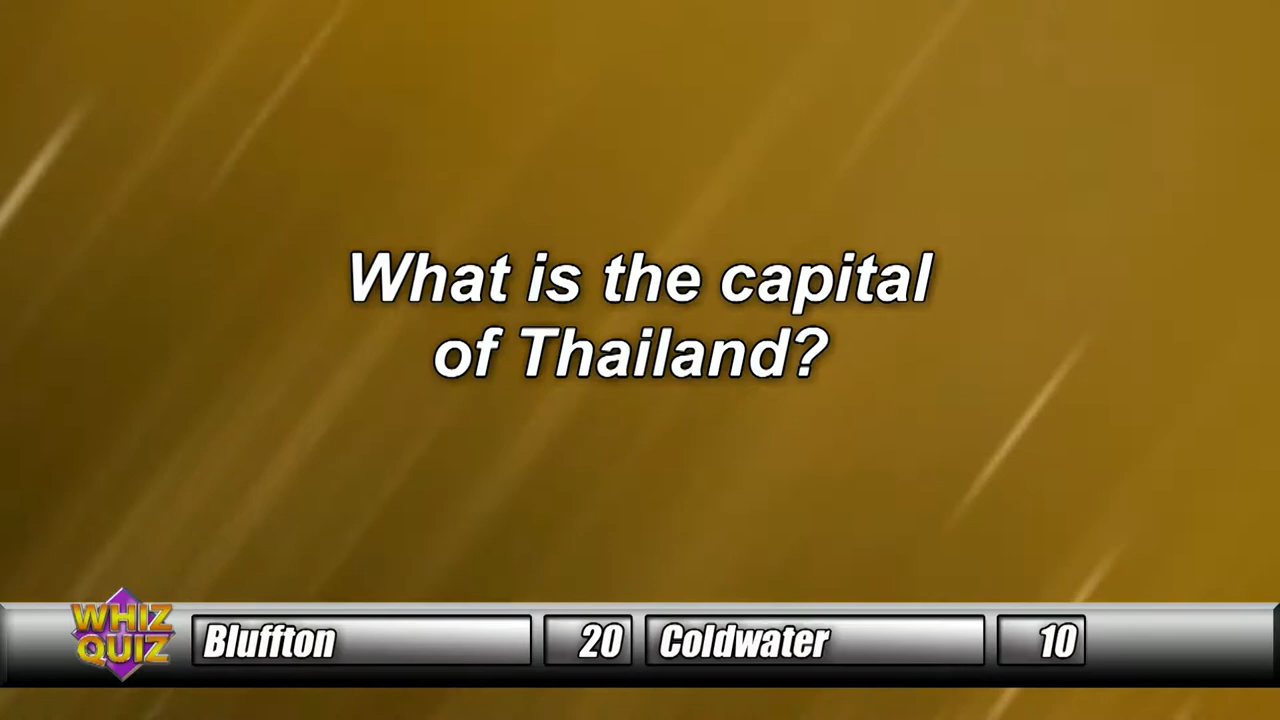 What is the capital
of Thailand?
WHIZ
QUIZ
Bluffton 20 Coldwater 10